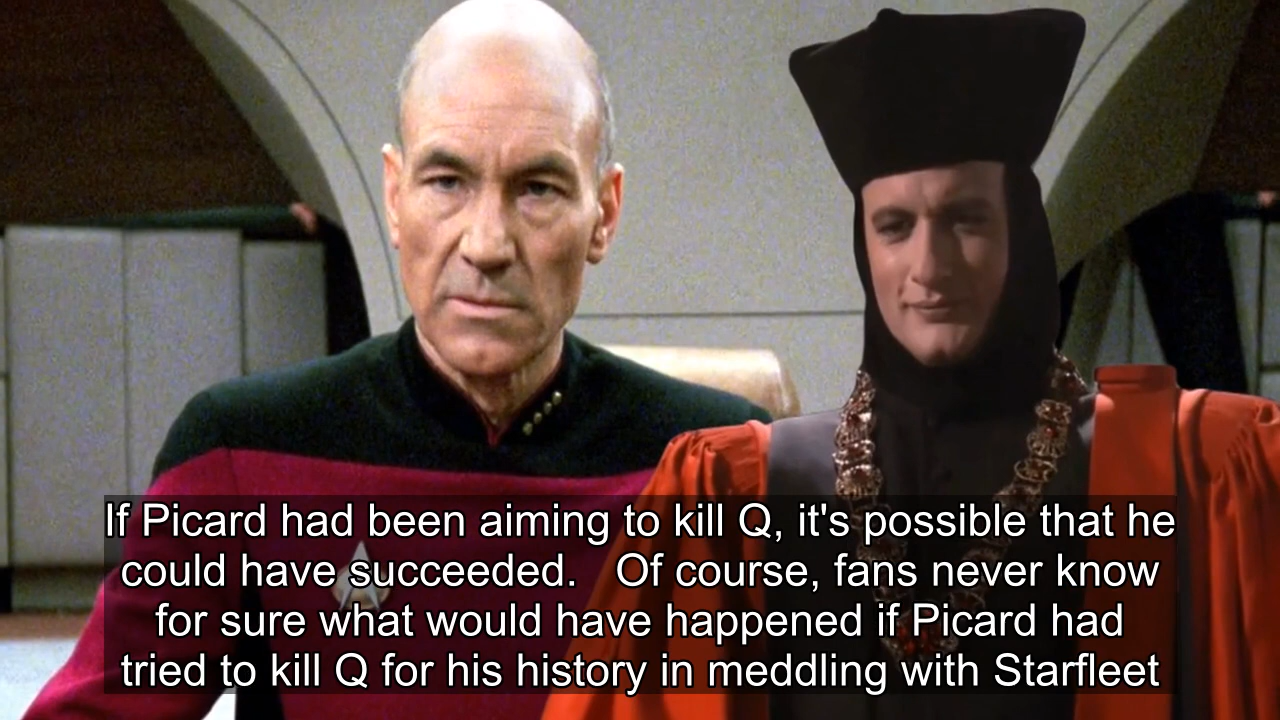 If Picard had been aiming to kill Q, it's possible that he
could have succeeded.   Of course, fans never know
for sure what would have happened if Picard had
tried to kill Q for his history in meddling with Starfleet